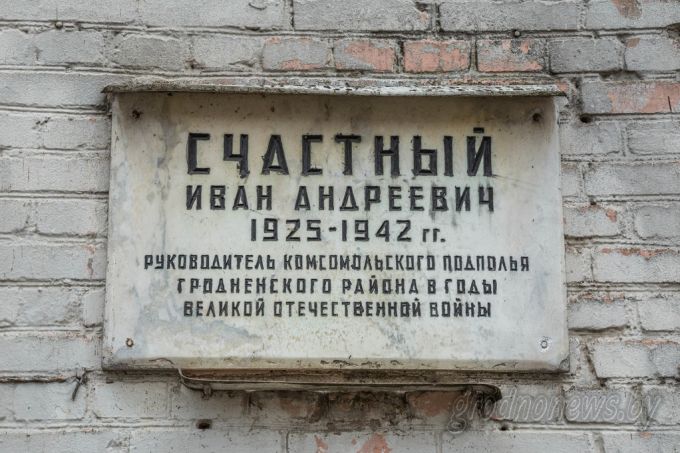 СЧАСТНЫЙ
ИВАН АНДРЕЕВИЧ
1925-1942 гг.
РУКОВОДИТЕЛЬ КОМСОМОЛЬСКОГО ПОДПОЛЬЯ
ГРОДНЕНСКОГО РАЙОНА В ГОДЫ
ВЕЛИКОЙ ОТЕЧЕСТВЕННОЙ ВОЙНЫ
grodnonews.by